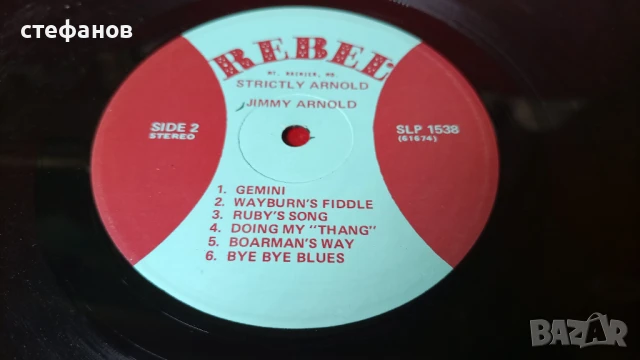 стефанов
REBEL
MT. RAINIER, MD.
STRICTLY ARNOLD
JIMMY ARNOLD
SIDE 2
STEREO
SLP 1538
(61674)
1. GEMINI
2. WAYBURN'S FIDDLE
3. RUBY'S SONG
4. DOING MY "THANG"
5. BOARMAN'S WAY
6. BYE BYE BLUES
BAZAR